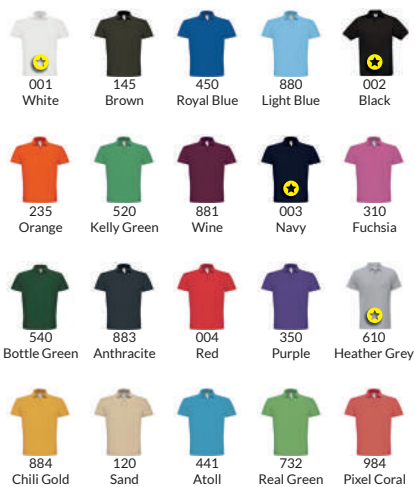 001 145 450 880 002
White Brown Royal Blue Light Blue Black
235 520 881 003 310
Orange Kelly Green Wine Navy Fuchsia
540 883 004 350 610
Bottle Green Anthracite Red Purple Heather Grey
884 120 441 732 984
Chili Gold Sand Atoll Real Green Pixel Coral